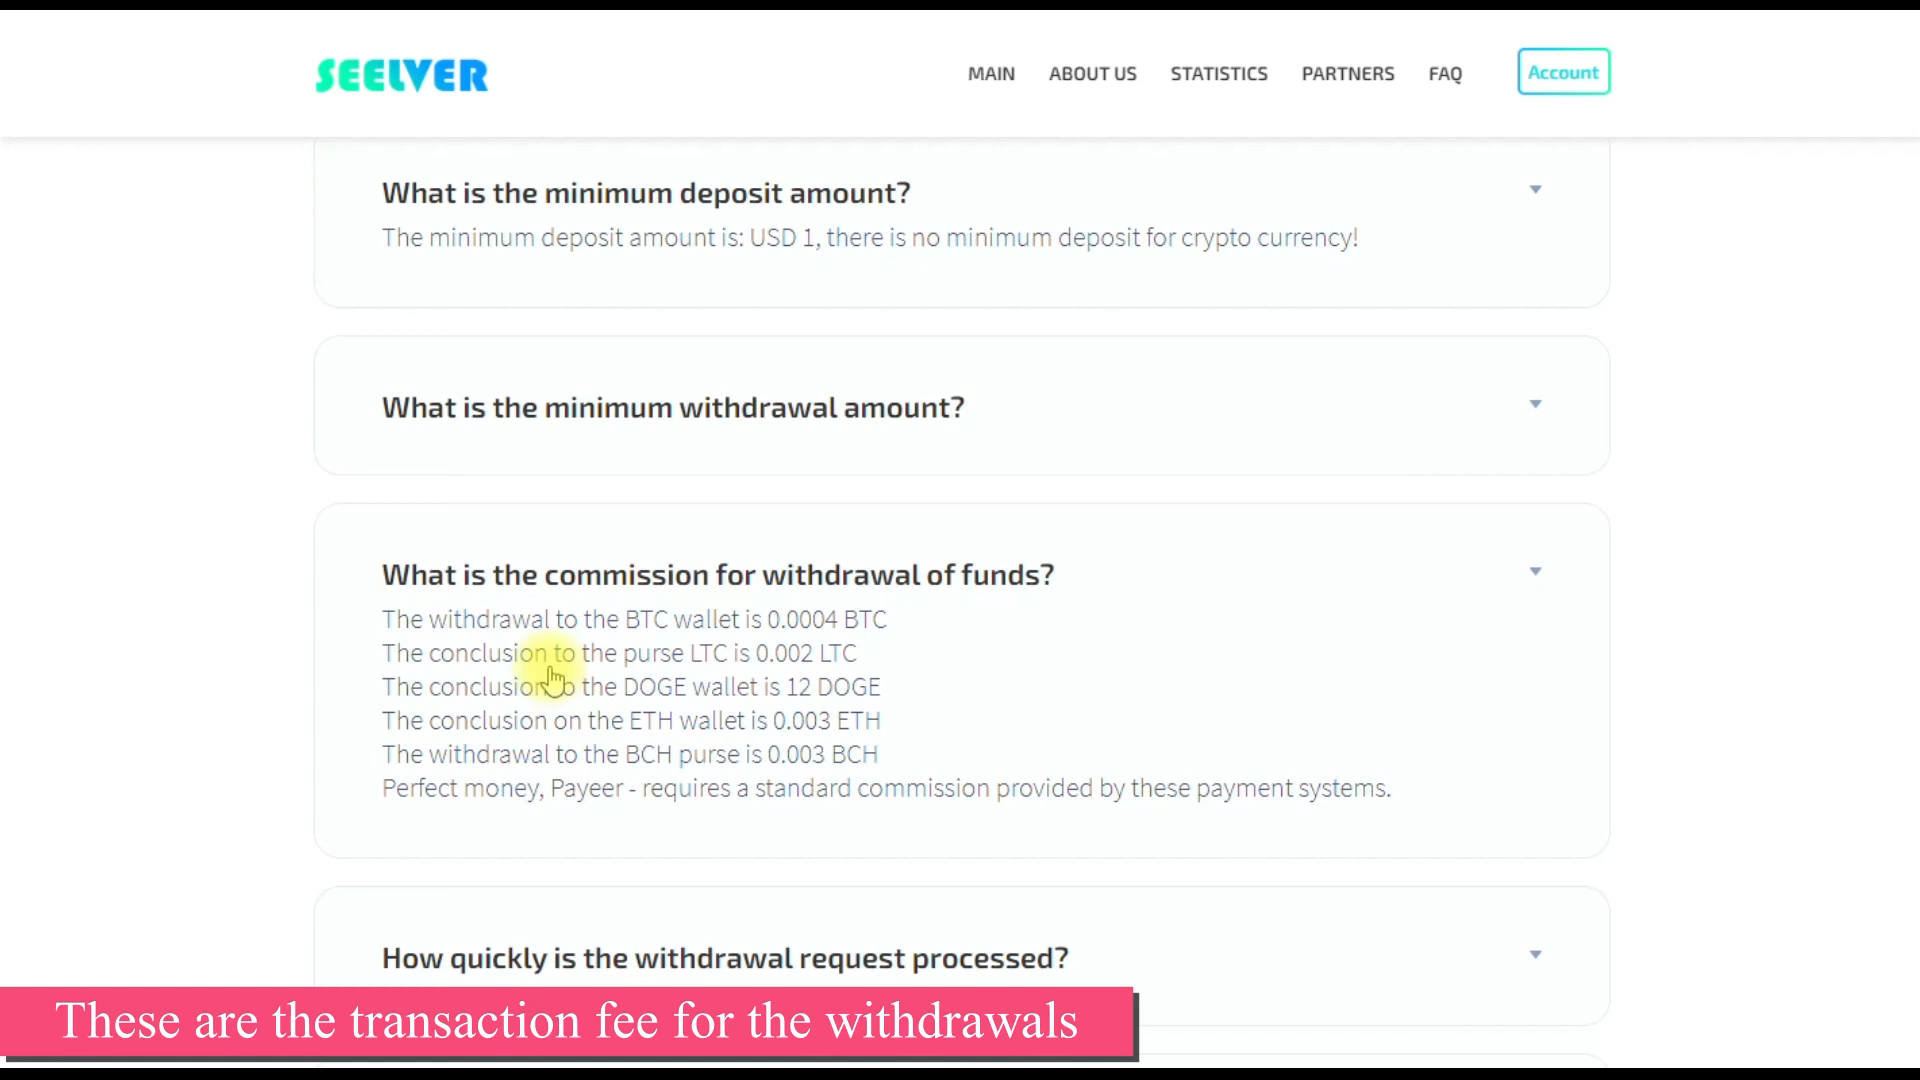 SEELVER
MAIN ABOUT US STATISTICS PARTNERS FAQ Account
What is the minimum deposit amount?
The minimum deposit amount is: USD 1, there is no minimum deposit for crypto currency!
What is the minimum withdrawal amount?
What is the commission for withdrawal of funds?
The withdrawal to the BTC wallet is 0.0004 BTC
The conclusion to the purse LTC is 0.002 LTC
The conclusion to the DOGE wallet is 12 DOGE
The conclusion on the ETH wallet is 0.003 ETH
The withdrawal to the BCH purse is 0.003 BCH
Perfect money, Payeer - requires a standard commission provided by these payment systems.
How quickly is the withdrawal request processed?
These are the transaction fee for the withdrawals